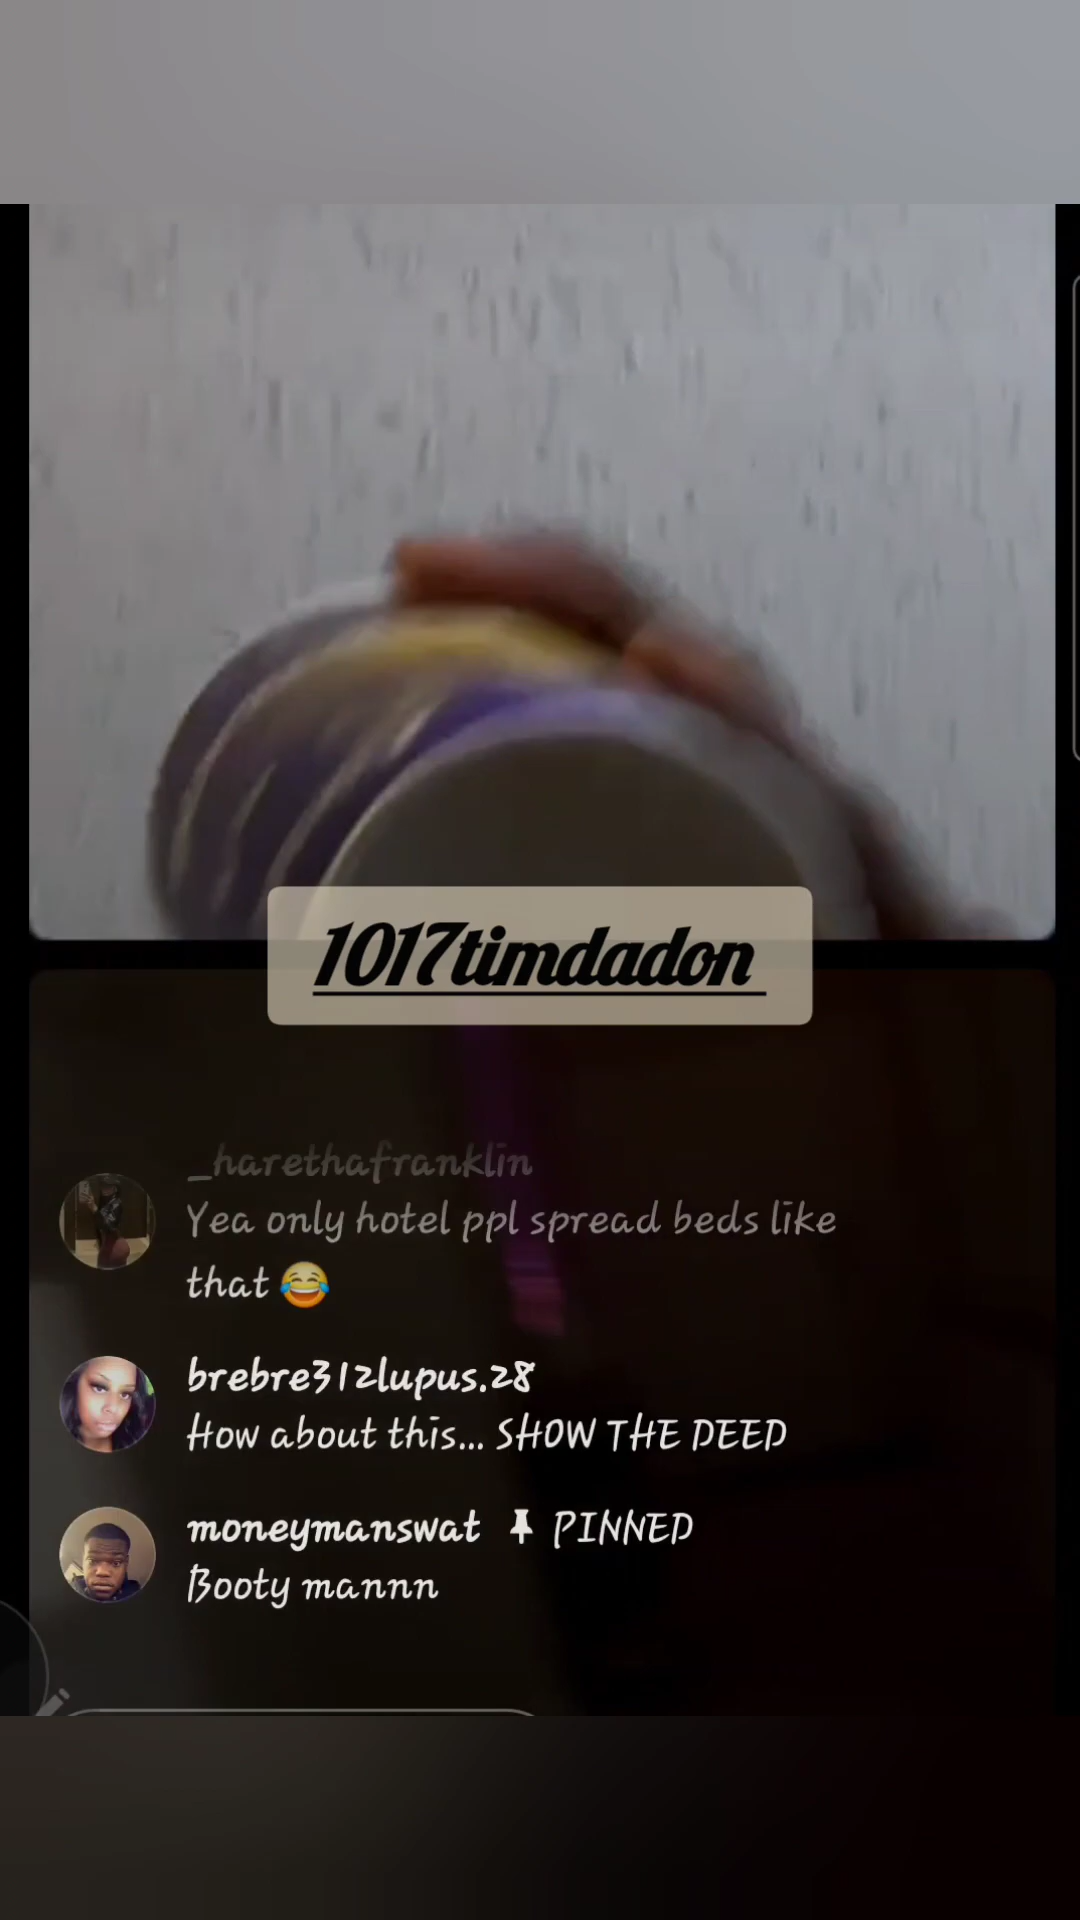 1017timdadon
_harethafranklin
Yea only hotel ppl spread beds like
that 😂
brebre312lupus.28
How about this... SHOW THE DEED
moneymanswat 📌 PINNED
Booty mannn